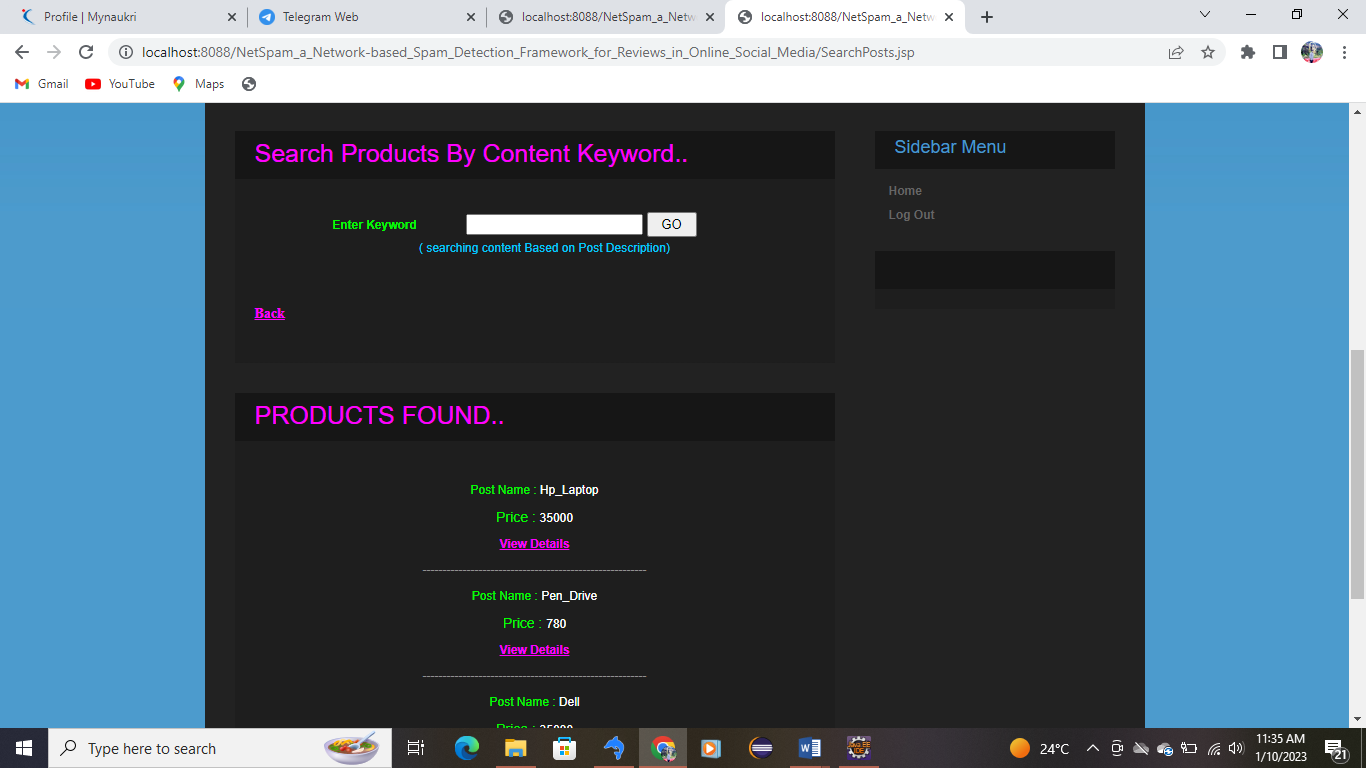 Profile | Mynaukri
Telegram Web
localhost:8088/NetSpam_a_Netw
localhost:8088/NetSpam_a_Netw
localhost:8088/NetSpam_a_Network-based_Spam_Detection_Framework_for_Reviews_in_Online_Social_Media/SearchPosts.jsp
Gmail
YouTube
Maps
Search Products By Content Keyword..
Enter Keyword
GO
( searching content Based on Post Description)
Back
Sidebar Menu
Home
Log Out
PRODUCTS FOUND..
Post Name : Hp_Laptop
Price : 35000
View Details
--------------------------------------------------------
Post Name : Pen_Drive
Price : 780
View Details
--------------------------------------------------------
Post Name : Dell
Type here to search
24°C
11:35 AM
1/10/2023
21